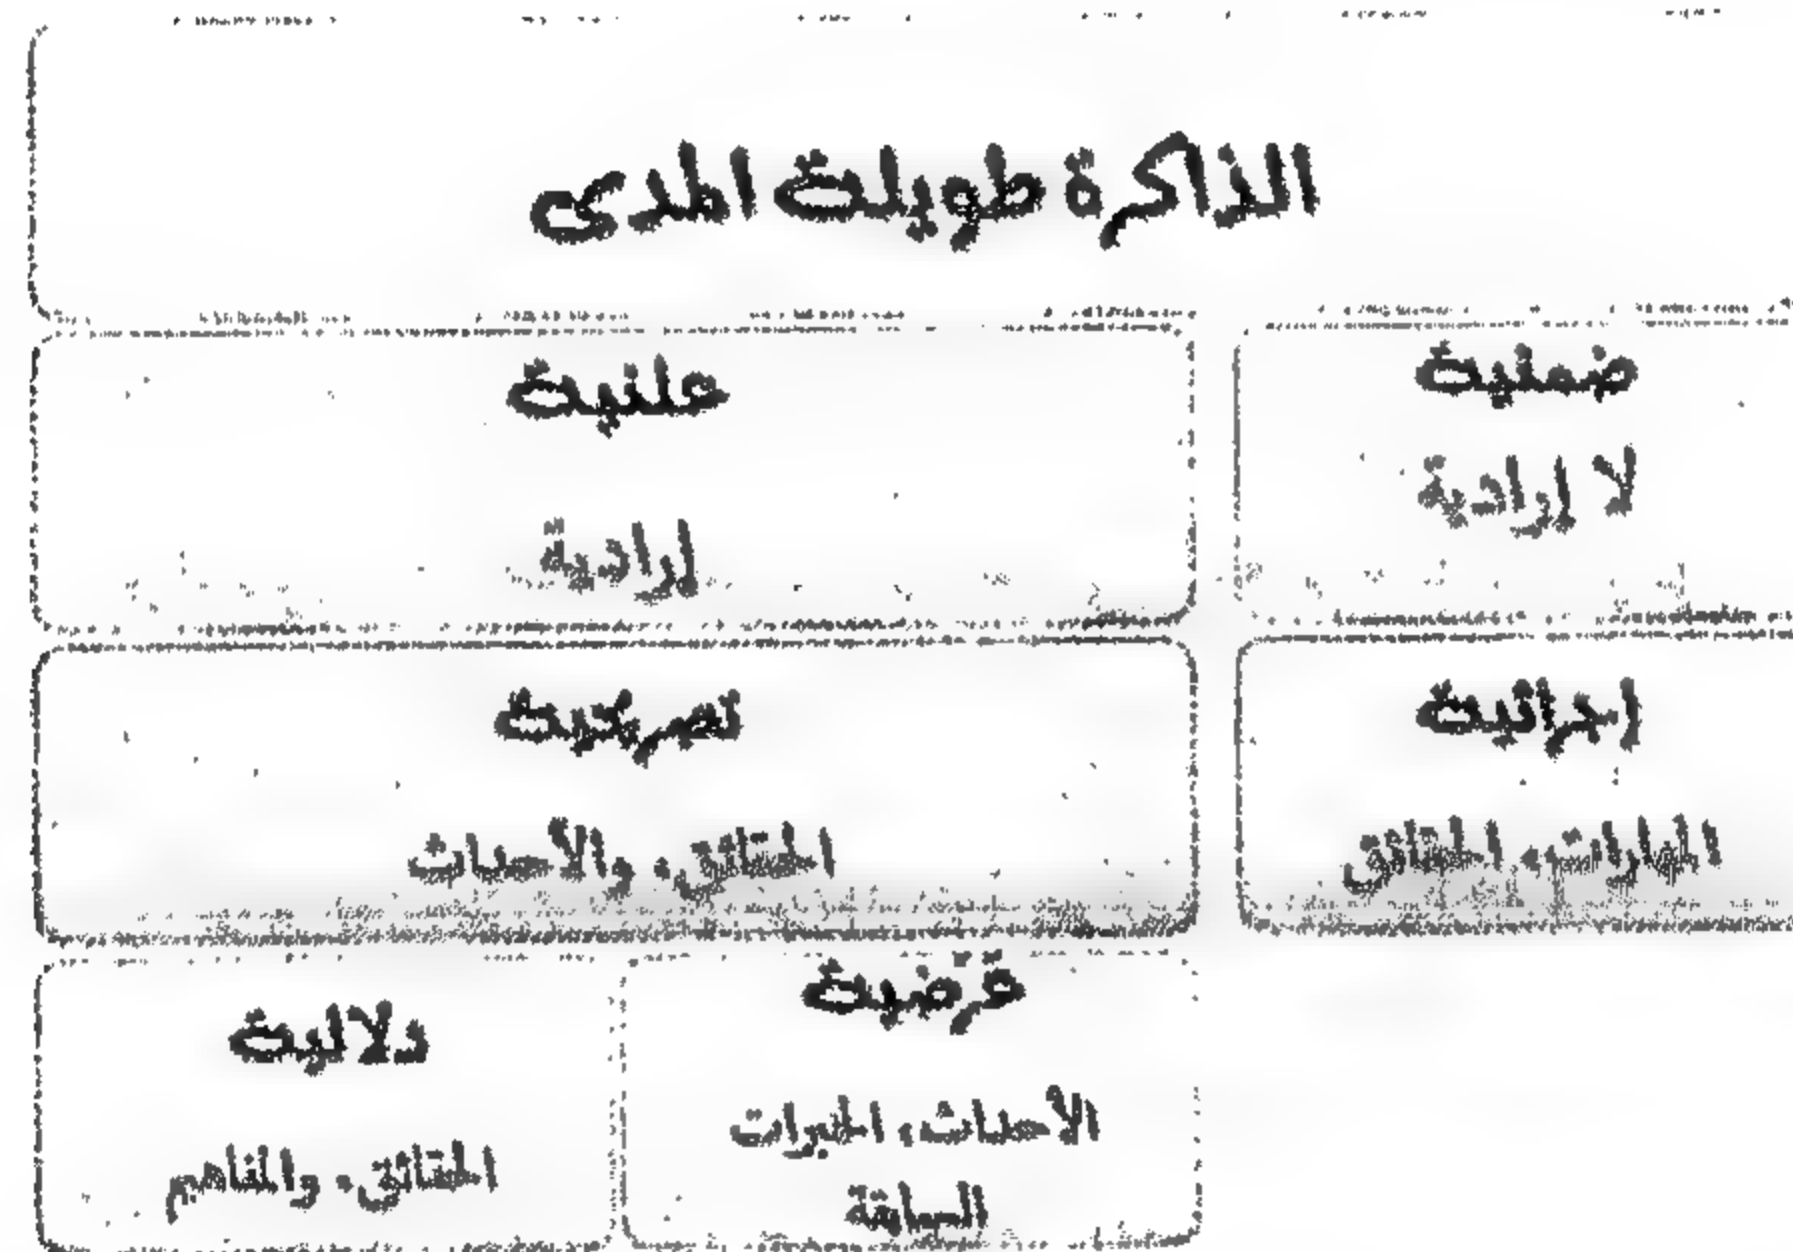 الذاكرة طويلة المدى
ضمنية
لا إرادية
علنية
إرادية
إجرائية
المهارات، الحقائق
تصريحية
الحقائق، والأحداث
عرضية
الأحداث، الخبرات
السابقة
دلالية
الحقائق، والمفاهيم